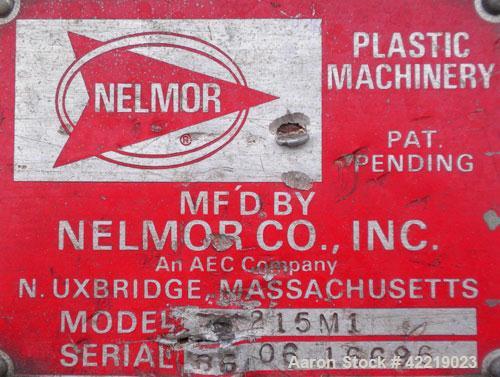 NELMOR
®
PLASTIC
MACHINERY
PAT.
PENDING
MF'D BY
NELMOR CO., INC.
An AEC Company
N. UXBRIDGE, MASSACHUSETTS
MODEL 215M1
SERIAL
Aaron Stock # 42219023